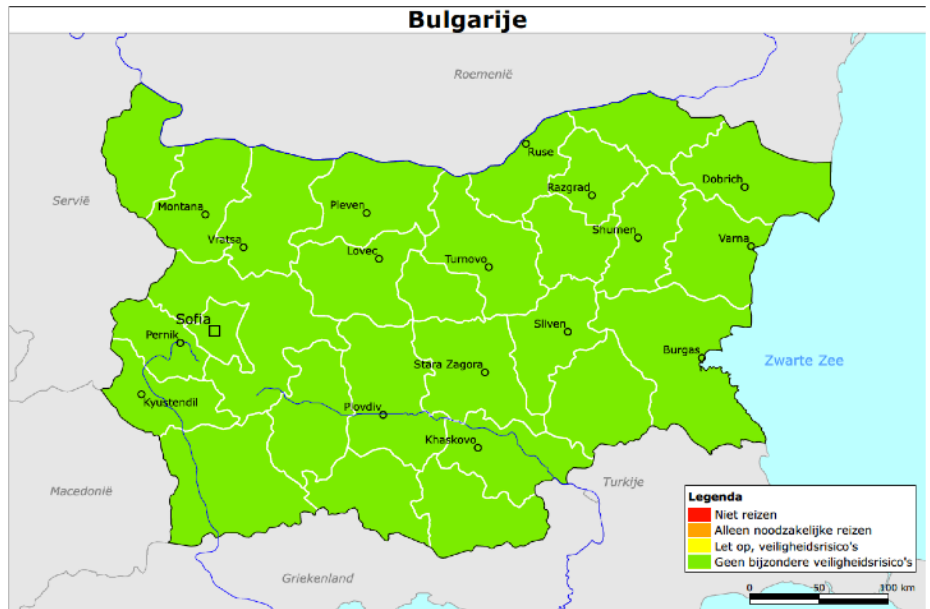 Bulgarije
Roemenië
Ruse
Dobrich
Razgrad
Servië
Montana
Pleven
Shumen
Varna
Vratsa
Lovec
Turnovo
Sofia
Pernik
Sliven
Burgas
Zwarte Zee
Stara Zagora
Kyustendil
Plovdiv
Khaskovo
Macedonië
Turkije
Griekenland
Legenda
Niet reizen
Alleen noodzakelijke reizen
Let op, veiligheidsrisico's
Geen bijzondere veiligheidsrisico's
0 50 100 km